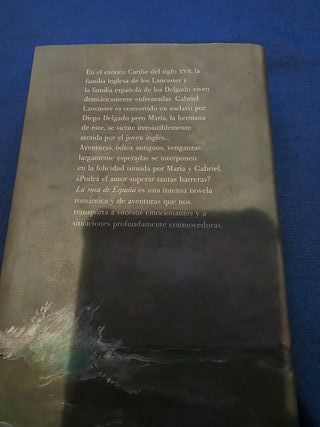 En el exótico Caribe del siglo XVII, la
familia inglesa de los Lancaster y
la familia española de los Delgado viven
dramáticamente enfrentadas. Gabriel
Lancaster es convertido en esclavo por
Diego Delgado pero María, la hermana
de éste, se siente irresistiblemente
atraída por el joven inglés..
Aventuras, odios antiguos, venganzas
largamente esperadas se interponen
en la felicidad intuida por María y Gabriel.
¿Podrá el amor superar tantas barreras?
La rosa de España es una intensa novela
romántica y de aventuras que nos
transporta a sucesos emocionantes y a
situaciones profundamente conmovedoras.